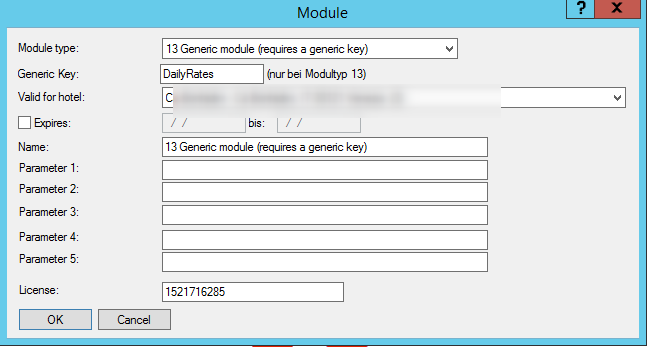 Module
?
X
Module type: 13 Generic module (requires a generic key)
Generic Key: DailyRates (nur bei Modultyp 13)
Valid for hotel:
Expires: / / bis: / /
Name: 13 Generic module (requires a generic key)
Parameter 1:
Parameter 2:
Parameter 3:
Parameter 4:
Parameter 5:
License: 1521716285
OK Cancel